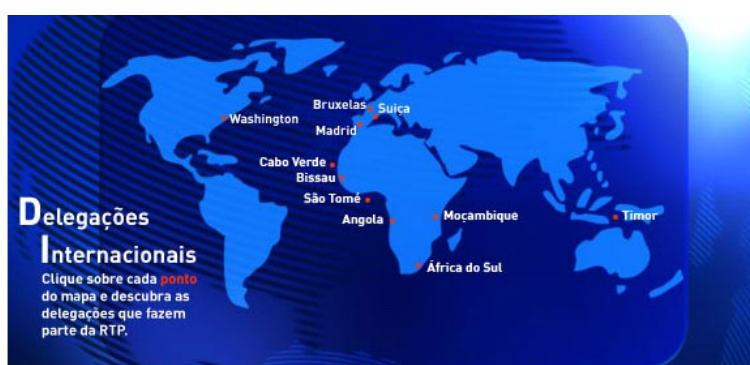 Bruxelas
Suiça
Washington
Madrid
Cabo Verde
Bissau
São Tomé
Angola
Moçambique
Timor
África do Sul
Delegações
Internacionais
Clique sobre cada ponto
do mapa e descubra as
delegações que fazem
parte da RTP.